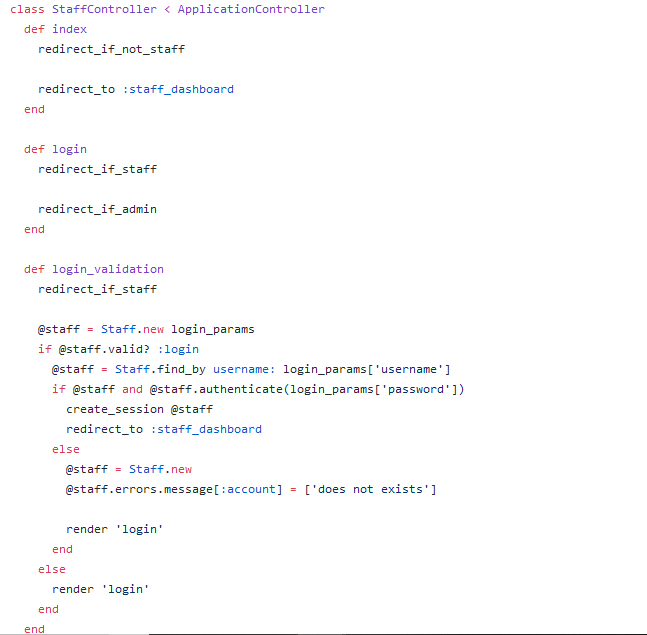 class StaffController < ApplicationController
  def index
    redirect_if_not_staff

    redirect_to :staff_dashboard
  end

  def login
    redirect_if_staff

    redirect_if_admin
  end

  def login_validation
    redirect_if_staff

    @staff = Staff.new login_params
    if @staff.valid? :login
      @staff = Staff.find_by username: login_params['username']
      if @staff and @staff.authenticate(login_params['password'])
        create_session @staff
        redirect_to :staff_dashboard
      else
        @staff = Staff.new
        @staff.errors.message[:account] = ['does not exists']

        render 'login'
      end
    else
      render 'login'
    end
  end